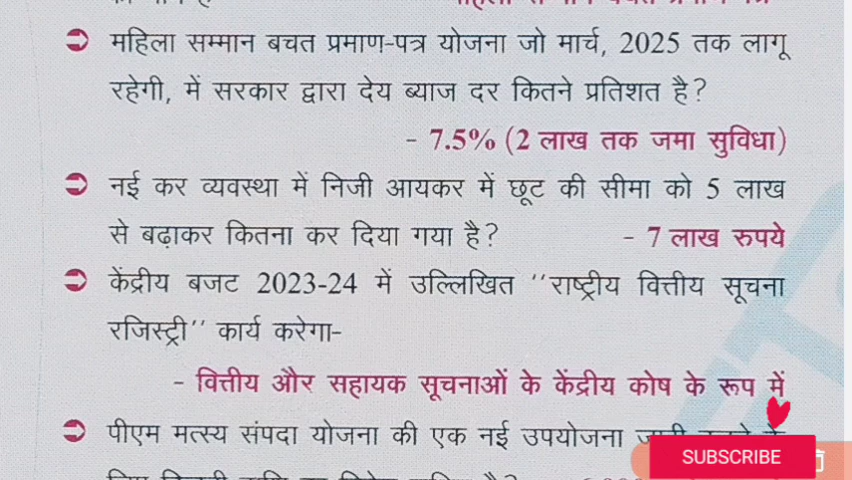 ➲ महिला सम्मान बचत प्रमाण-पत्र योजना जो मार्च, 2025 तक लागू
रहेगी, में सरकार द्वारा देय ब्याज दर कितने प्रतिशत है?
- 7.5% (2 लाख तक जमा सुविधा)
➲ नई कर व्यवस्था में निजी आयकर में छूट की सीमा को 5 लाख
से बढ़ाकर कितना कर दिया गया है? - 7 लाख रुपये
➲ केंद्रीय बजट 2023-24 में उल्लिखित ‘‘राष्ट्रीय वित्तीय सूचना
रजिस्ट्री’’ कार्य करेगा-
- वित्तीय और सहायक सूचनाओं के केंद्रीय कोष के रूप में
➲ पीएम मत्स्य संपदा योजना की एक नई उपयोजना
SUBSCRIBE